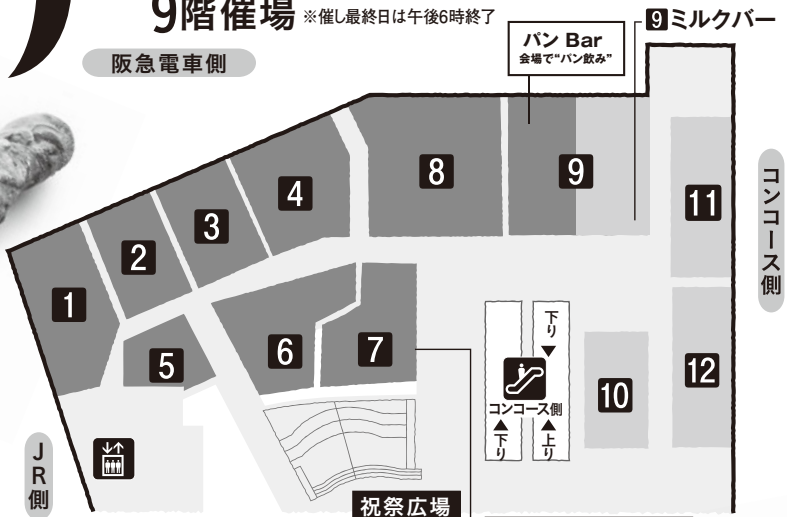 9階催場 ※催し最終日は午後6時終了
9 ミルクバー
パン Bar
会場で“パン飲み”
阪急電車側
コンコース側
8
9
4
11
3
2
1
下り
6
7
5
12
10
コンコース側
下り
上り
JR側
祝祭広場